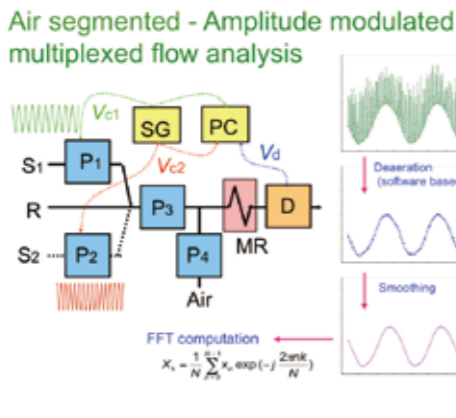 Air segmented - Amplitude modulated
multiplexed flow analysis
Vc1
SG
PC
S1
P1
Vc2
Vd
R
P3
D
S2
P2
P4
MR
Air
Deaeration
(software base
Smoothing
FFT computation